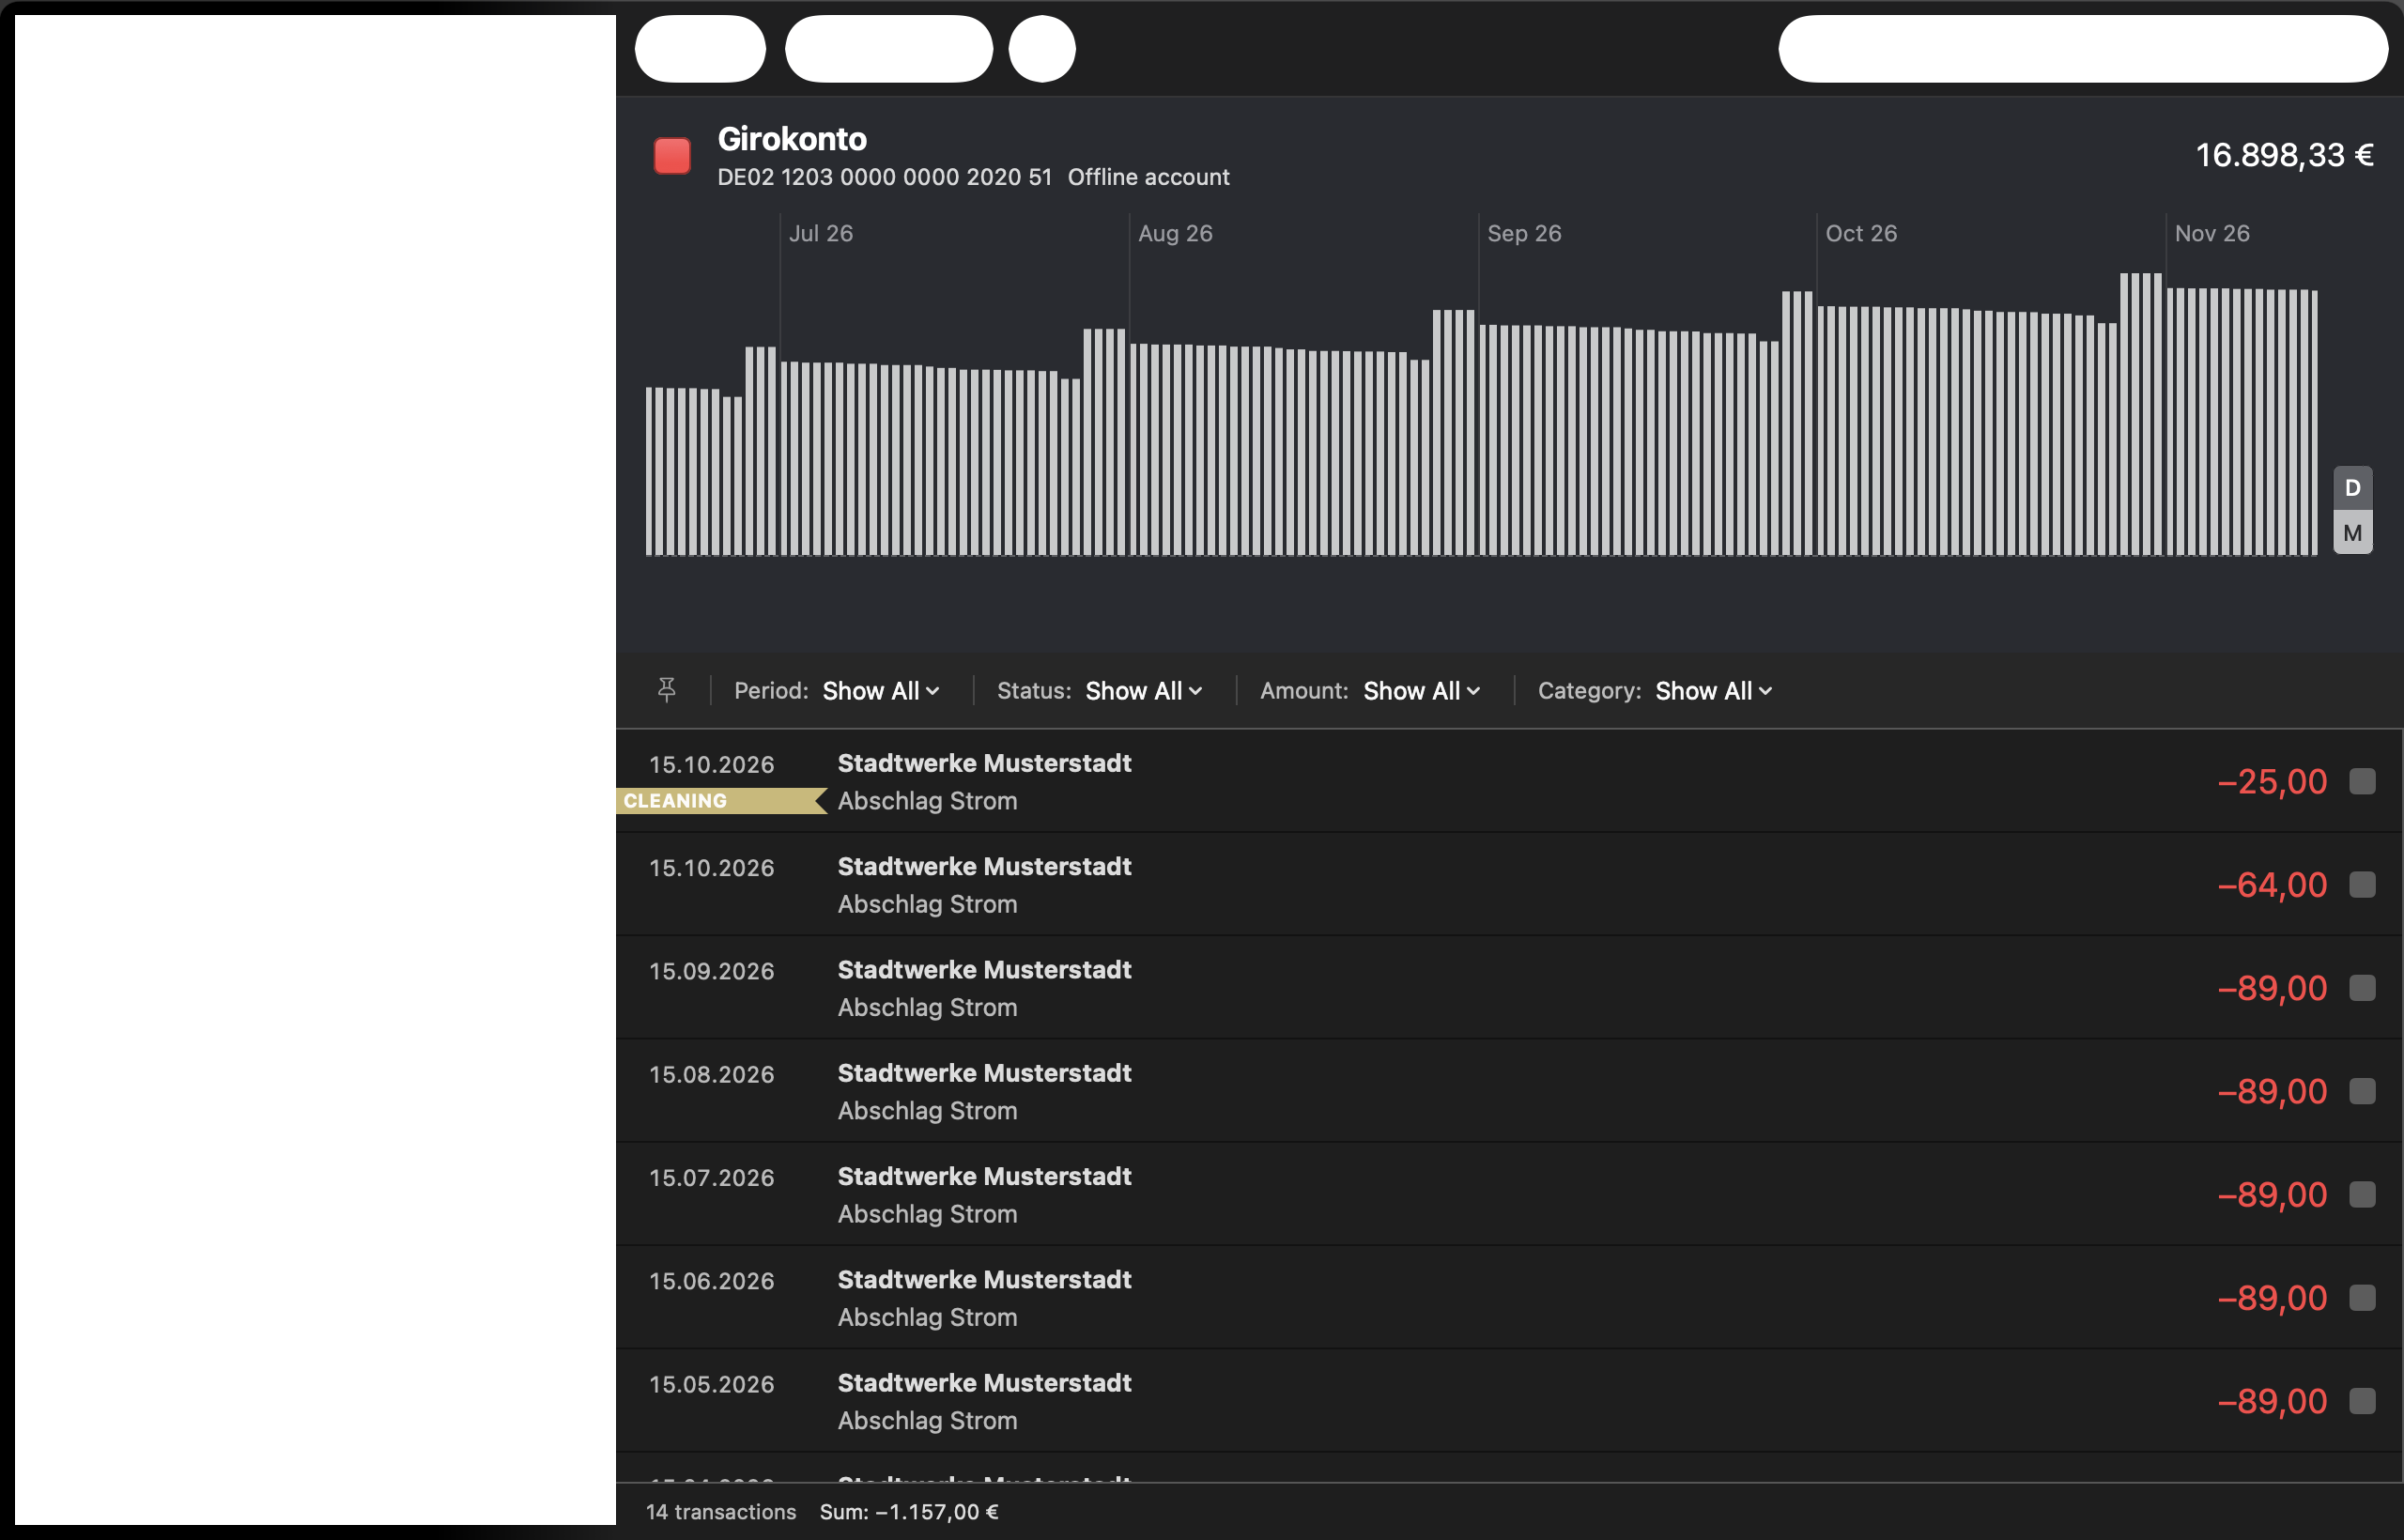 Girokonto
16.898,33 €
DE02 1203 0000 0000 2020 51 Offline account
Jul 26 Aug 26 Sep 26 Oct 26 Nov 26
D
M
Period: Show All Status: Show All Amount: Show All Category: Show All
15.10.2026 Stadtwerke Musterstadt
CLEANING Abschlag Strom
–25,00
15.10.2026 Stadtwerke Musterstadt
Abschlag Strom
–64,00
15.09.2026 Stadtwerke Musterstadt
Abschlag Strom
–89,00
15.08.2026 Stadtwerke Musterstadt
Abschlag Strom
–89,00
15.07.2026 Stadtwerke Musterstadt
Abschlag Strom
–89,00
15.06.2026 Stadtwerke Musterstadt
Abschlag Strom
–89,00
15.05.2026 Stadtwerke Musterstadt
Abschlag Strom
–89,00
14 transactions Sum: –1.157,00 €